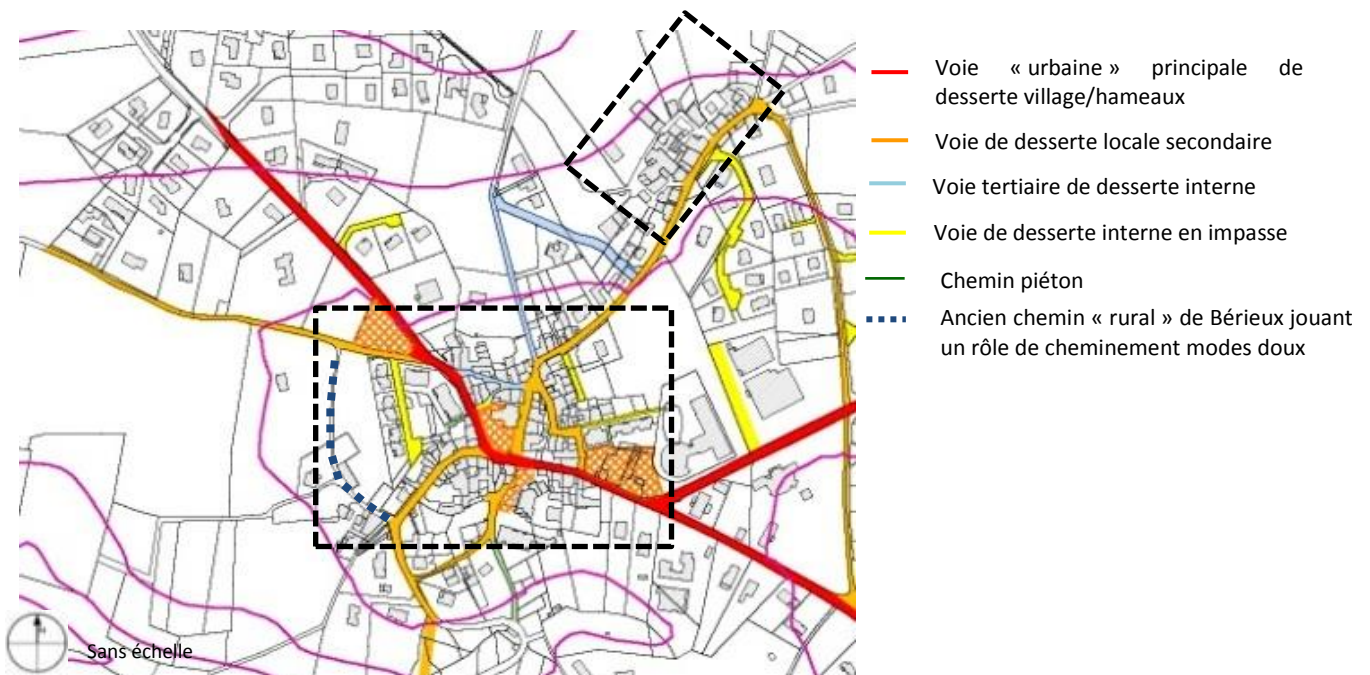 Voie « urbaine » principale de
desserte village/hameaux
Voie de desserte locale secondaire
Voie tertiaire de desserte interne
Voie de desserte interne en impasse
Chemin piéton
Ancien chemin « rural » de Bérieux jouant
un rôle de cheminement modes doux
Sans échelle